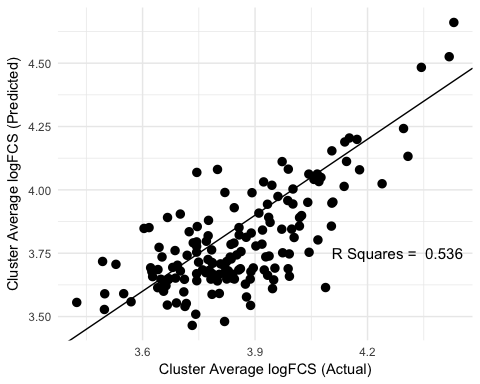 Cluster Average logFCS (Predicted)
4.50
4.25
4.00
3.75
3.50
R Squares = 0.536
3.6 3.9 4.2
Cluster Average logFCS (Actual)